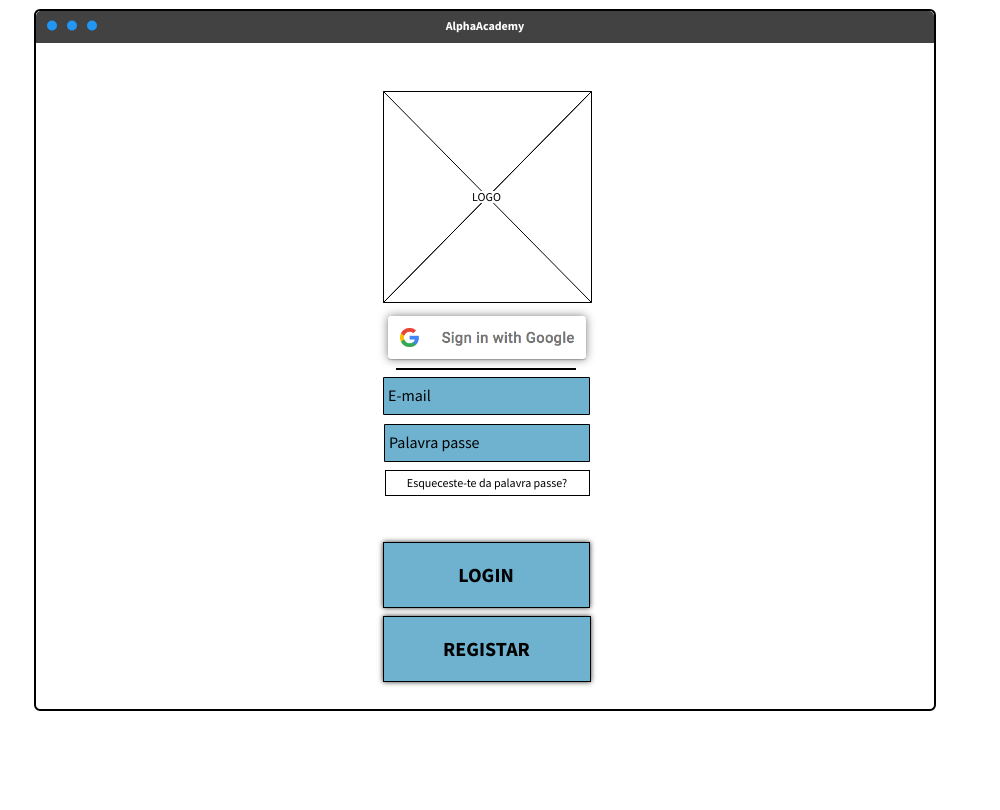 AlphaAcademy
LOGO
Sign in with Google
E-mail
Palavra passe
Esqueceste-te da palavra passe?
LOGIN
REGISTAR